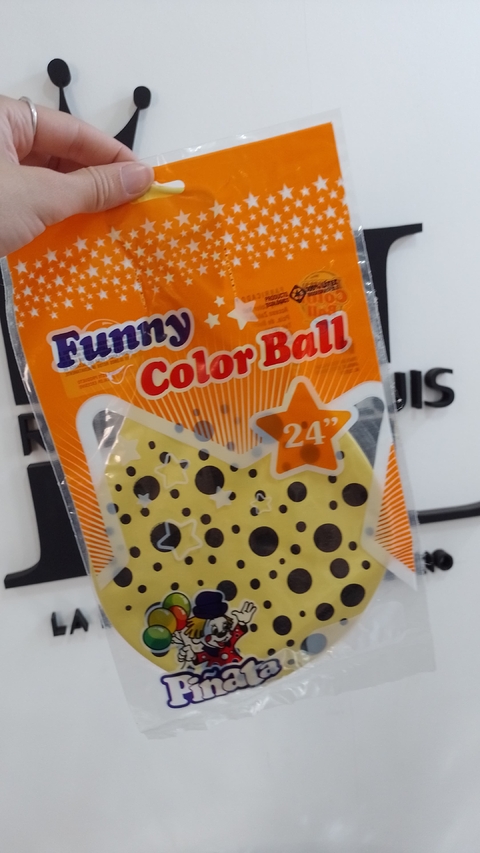 Funny
Color Ball
24”
UIS
LA
Piñata